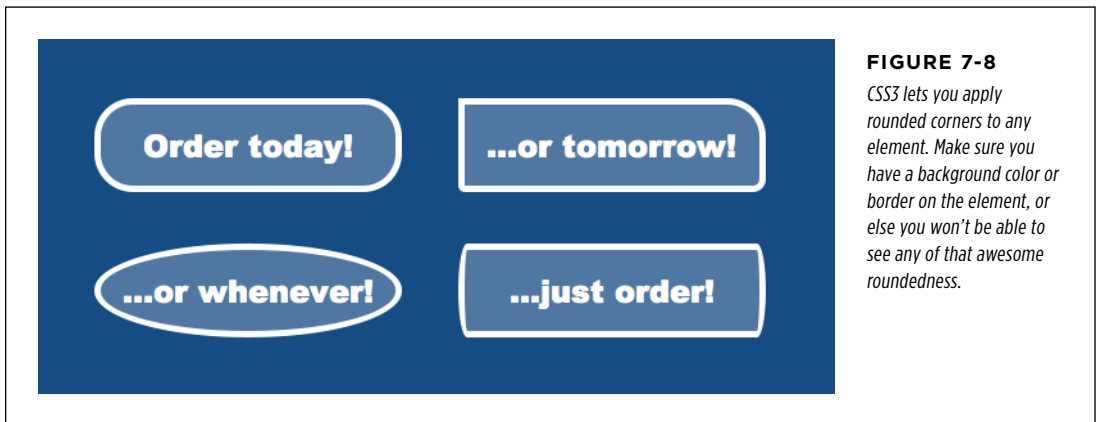 Order today!
...or tomorrow!
...or whenever!
...just order!
FIGURE 7-8
CSS3 lets you apply
rounded corners to any
element. Make sure you
have a background color or
border on the element, or
else you won't be able to
see any of that awesome
roundedness.